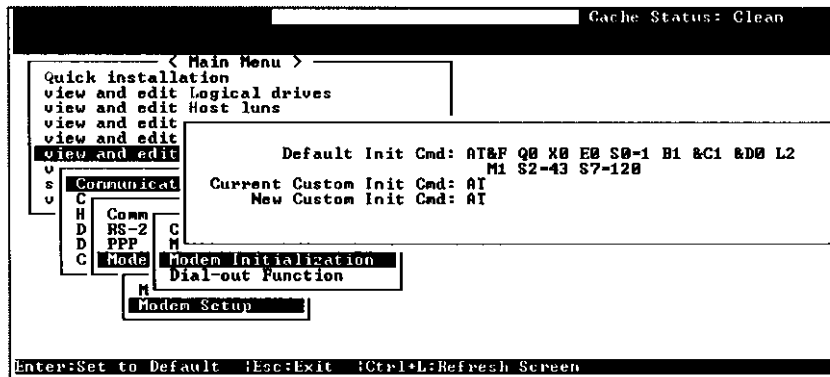 Cache Status: Clean
< Main Menu >
Quick installation
view and edit Logical drives
view and edit Host luns
view and edit
view and edit
view and edit
v
s
v
Default Init Cmd: AT&F Q0 X0 E0 S0=1 B1 &C1 &D0 L2
M1 S2=43 S7=120
Current Custom Init Cmd: AT
New Custom Init Cmd: AT
Communicat
C
H
D
D
C
Comm
RS-2
PPP
Mode
C
M
Modem Initialization
Dial-out Function
M
Modem Setup
Enter:Set to Default |Esc:Exit |Ctrl+L:Refresh Screen